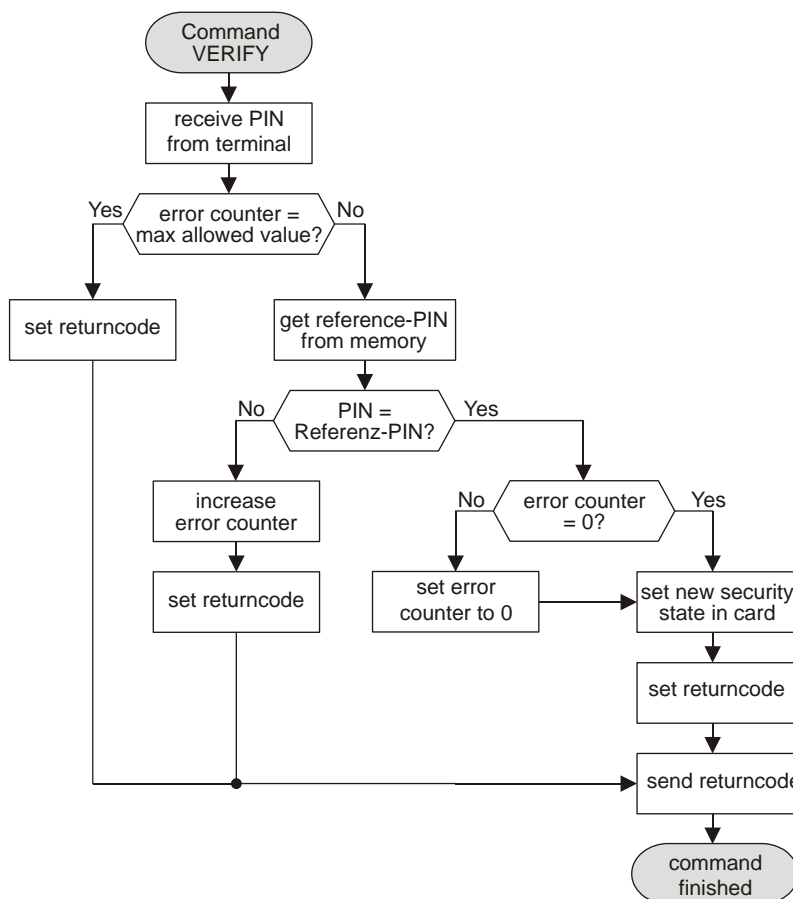 Command
VERIFY
receive PIN
from terminal
Yes
error counter =
max allowed value?
No
set returncode
get reference-PIN
from memory
No
PIN =
Referenz-PIN?
Yes
increase
error counter
No
error counter
= 0?
Yes
set returncode
set error
counter to 0
set new security
state in card
set returncode
send returncode
command
finished